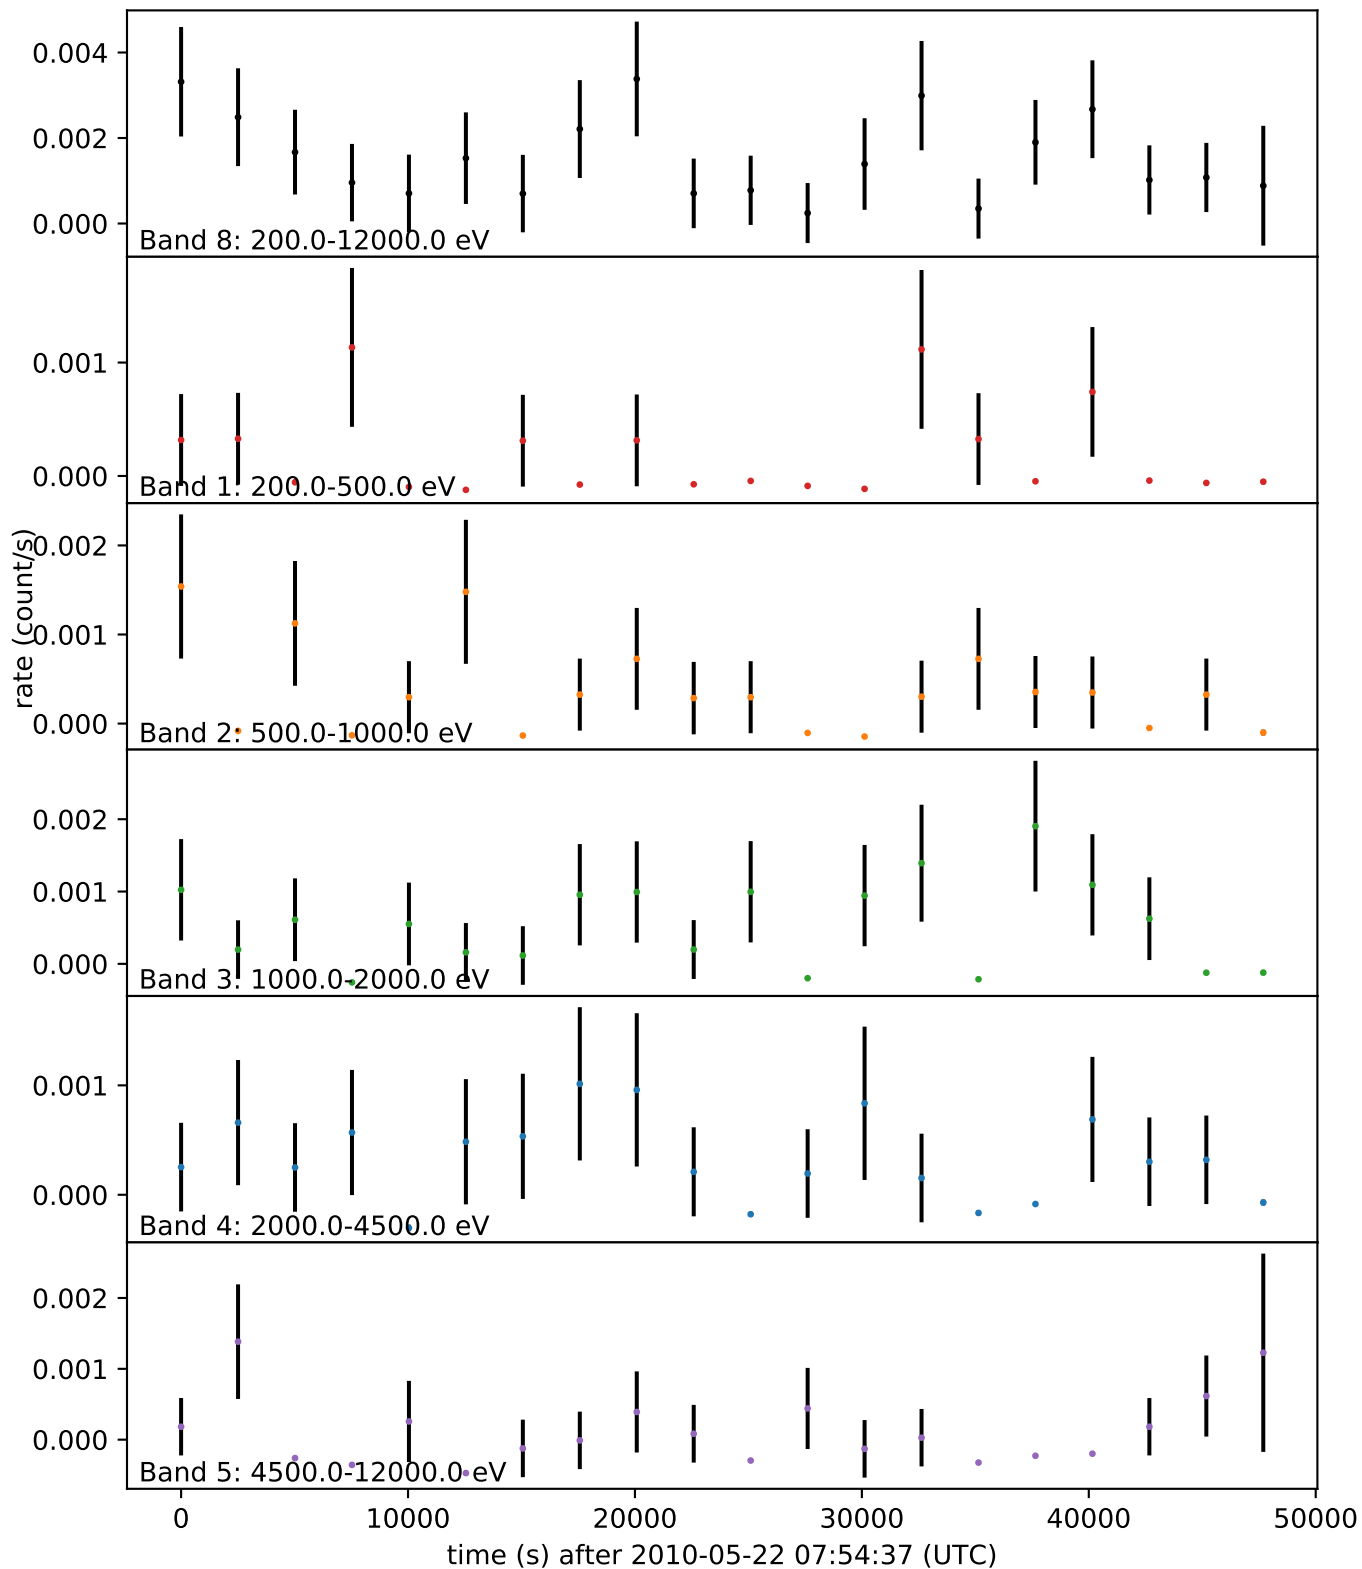 0.004
0.002
0.000
Band 8: 200.0-12000.0 eV
0.001
0.000
Band 1: 200.0-500.0 eV
rate (count/s)
0.002
0.001
0.000
Band 2: 500.0-1000.0 eV
0.002
0.001
0.000
Band 3: 1000.0-2000.0 eV
0.001
0.000
Band 4: 2000.0-4500.0 eV
0.002
0.001
0.000
Band 5: 4500.0-12000.0 eV
0 10000 20000 30000 40000 50000
time (s) after 2010-05-22 07:54:37 (UTC)